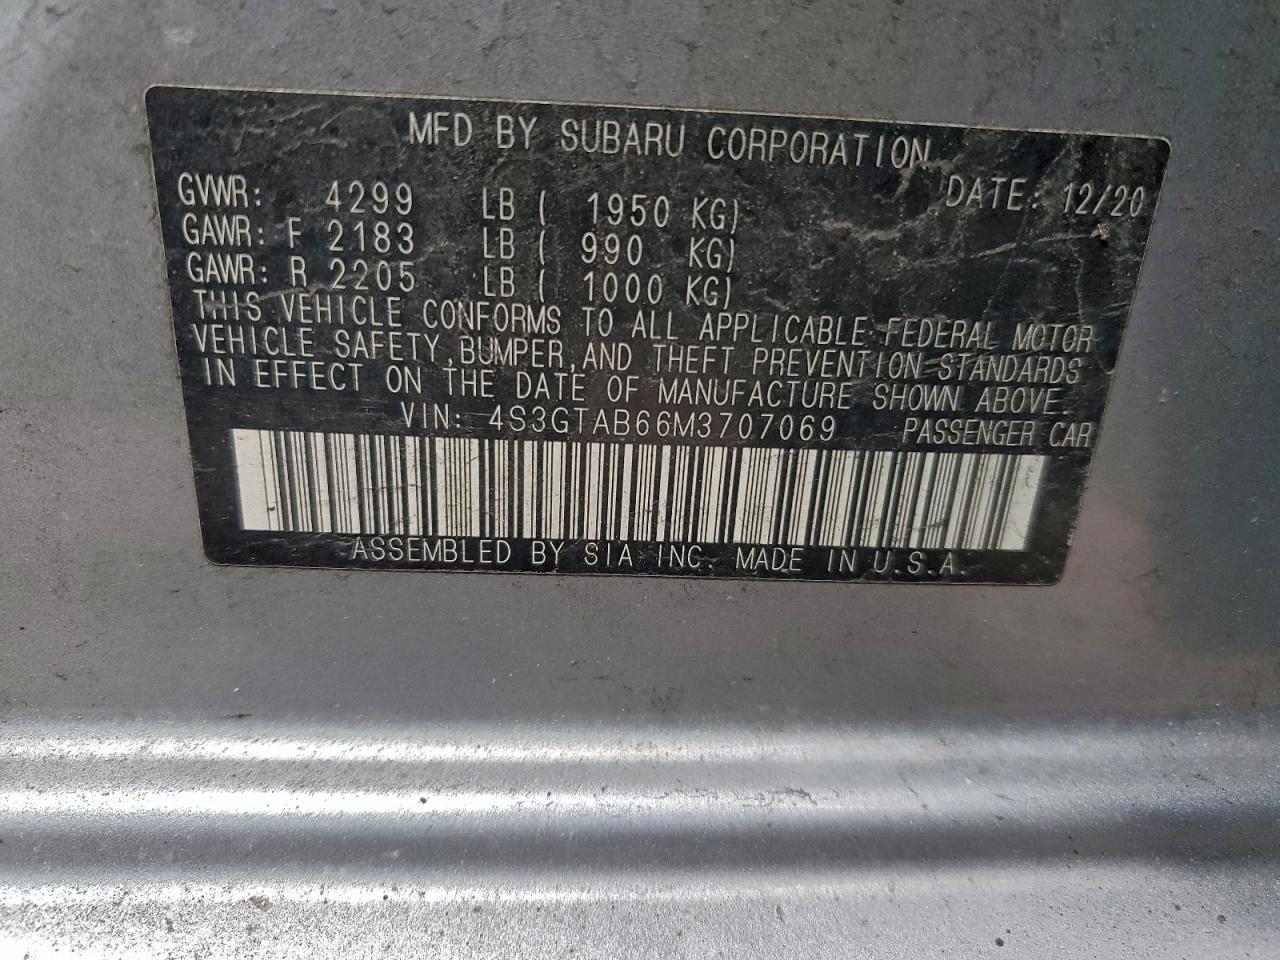 MFD BY SUBARU CORPORATION
DATE: 12/20
GVWR: 4299 LB ( 1950 KG)
GAWR: F 2183 LB ( 990 KG)
GAWR: R 2205 LB ( 1000 KG)
THIS VEHICLE CONFORMS TO ALL APPLICABLE FEDERAL MOTOR
VEHICLE SAFETY, BUMPER, AND THEFT PREVENTION STANDARDS
IN EFFECT ON THE DATE OF MANUFACTURE SHOWN ABOVE.
VIN: 4S3GTAB66M3707069 PASSENGER CAR
ASSEMBLED BY SIA INC. MADE IN U.S.A.